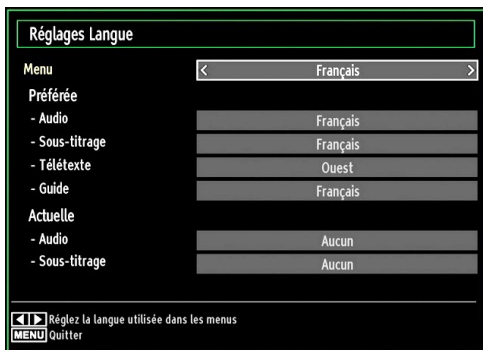 Réglages Langue
Menu < Français >
Préférée
- Audio Français
- Sous-titrage Français
- Télétexte Ouest
- Guide Français
Actuelle
- Audio Aucun
- Sous-titrage Aucun
Réglez la langue utilisée dans les menus
MENU Quitter